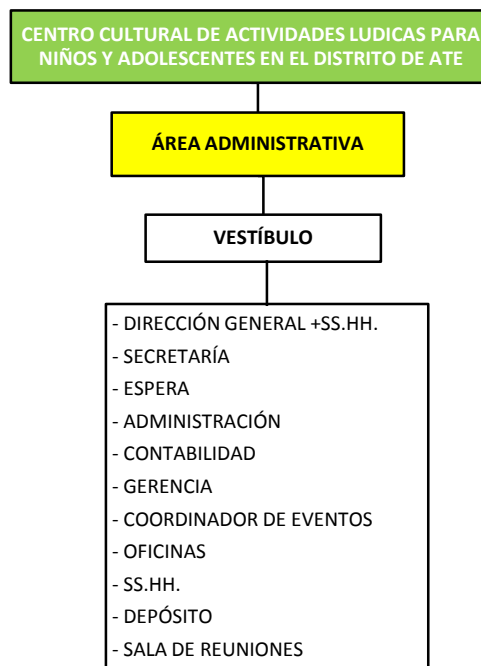 CENTRO CULTURAL DE ACTIVIDADES LUDICAS PARA
NIÑOS Y ADOLESCENTES EN EL DISTRITO DE ATE
ÁREA ADMINISTRATIVA
VESTÍBULO
- DIRECCIÓN GENERAL +SS.HH.
- SECRETARÍA
- ESPERA
- ADMINISTRACIÓN
- CONTABILIDAD
- GERENCIA
- COORDINADOR DE EVENTOS
- OFICINAS
- SS.HH.
- DEPÓSITO
- SALA DE REUNIONES